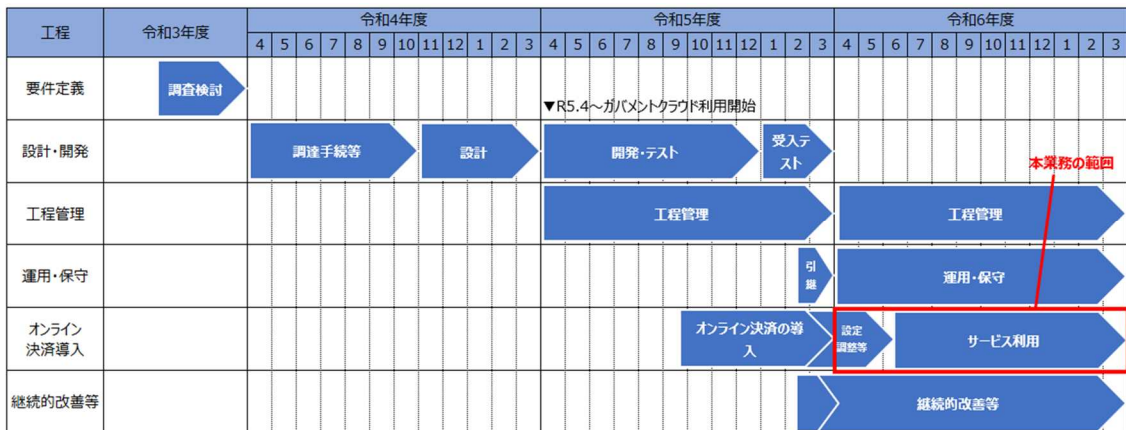 工程 令和3年度 令和4年度 令和5年度 令和6年度
4 5 6 7 8 9 10 11 12 1 2 3 4 5 6 7 8 9 10 11 12 1 2 3 4 5 6 7 8 9 10 11 12 1 2 3
要件定義 調査検討
▼R5.4～ガバメントクラウド利用開始
設計・開発 調達手続等 設計 開発・テスト 受入テ
スト
本業務の範囲
工程管理 工程管理 工程管理
運用・保守 引
継 運用・保守
オンライン
決済導入 オンライン決済の導
入 設定
調整等 サービス利用
継続的改善等 継続的改善等